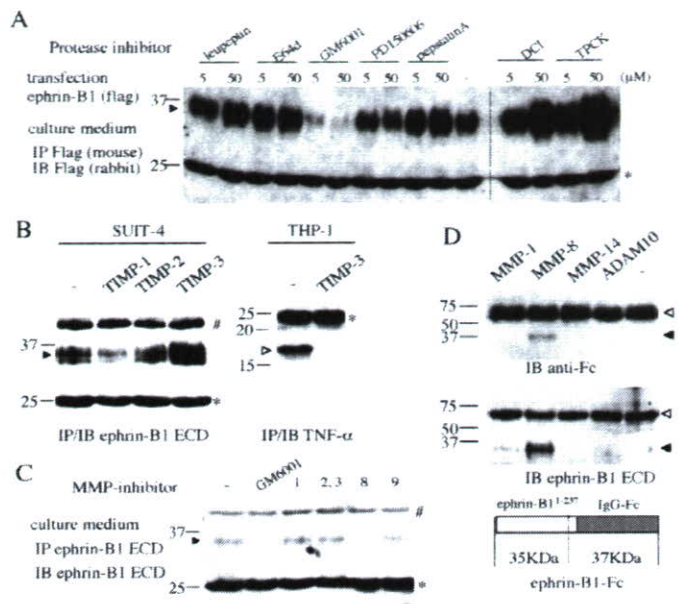 A
Protease inhibitor
leupeptin E64d GM6001 PD150606 pepstatinA - DCI TPCK
transfection 5 50 5 50 5 50 5 50 5 50 5 50 5 50 (μM)
ephrin-B1 (flag)
37
culture medium
IP Flag (mouse)
IB Flag (rabbit)
25
*
B
SUIT-4
- TIMP-1 TIMP-2 TIMP-3
#
37
25
*
IP/IB ephrin-B1 ECD
THP-1
- TIMP-3
25
*
20
15
IP/IB TNF-α
C
MMP-inhibitor
- GM6001 1 2.3 8 9
culture medium
#
37
IP ephrin-B1 ECD
IB ephrin-B1 ECD
25
*
D
MMP-1 MMP-8 MMP-14 ADAM10 -
75
50
37
IB anti-Fc
75
50
37
IB ephrin-B1 ECD
ephrin-B1¹⁻²³⁷ IgG-Fc
35KDa 37KDa
ephrin-B1-Fc